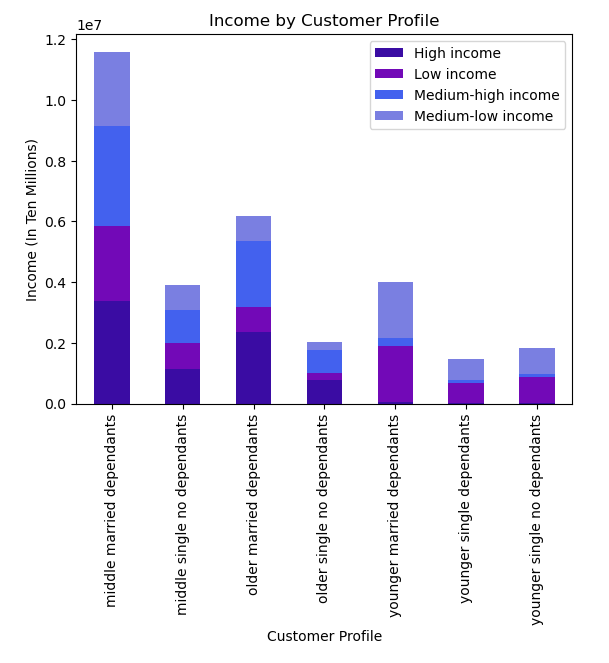 Income by Customer Profile
1e7
High income
Low income
Medium-high income
Medium-low income
1.2
1.0
0.8
0.6
0.4
0.2
0.0
Income (In Ten Millions)
middle married dependants
middle single no dependants
older married dependants
older single no dependants
younger married dependants
younger single dependants
younger single no dependants
Customer Profile